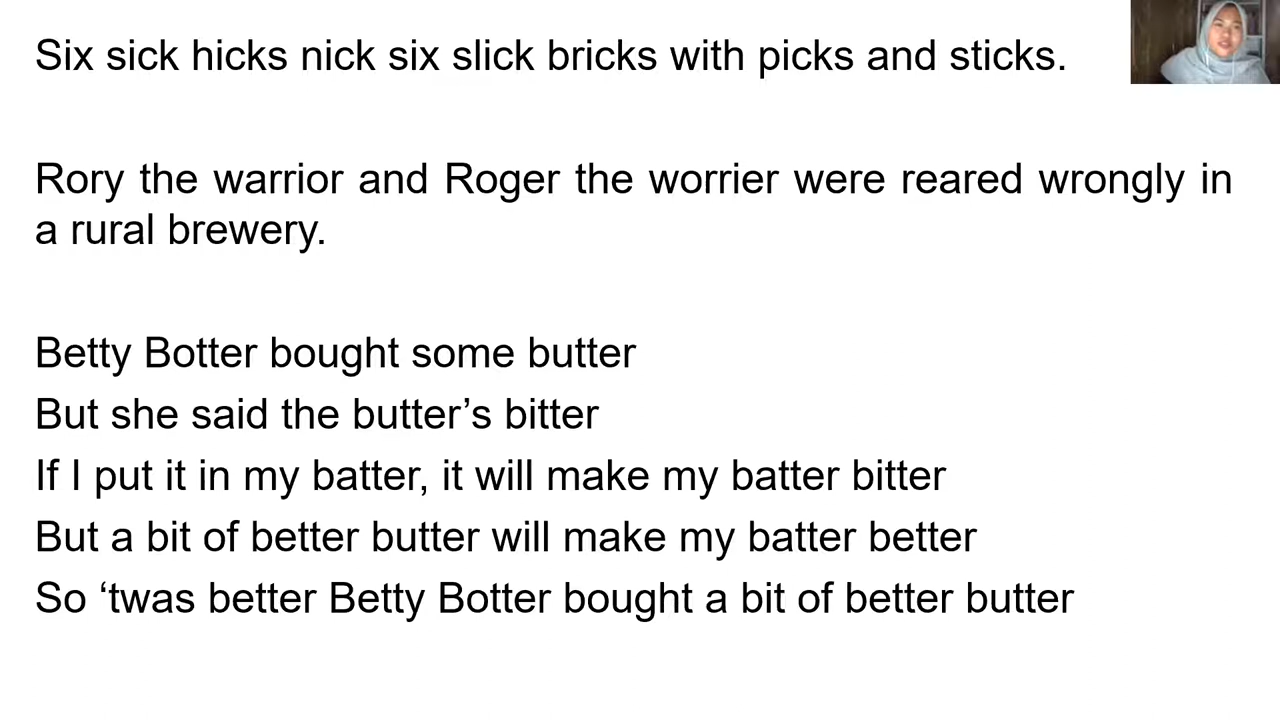 Six sick hicks nick six slick bricks with picks and sticks.
Rory the warrior and Roger the worrier were reared wrongly in
a rural brewery.
Betty Botter bought some butter
But she said the butter’s bitter
If I put it in my batter, it will make my batter bitter
But a bit of better butter will make my batter better
So ‘twas better Betty Botter bought a bit of better butter